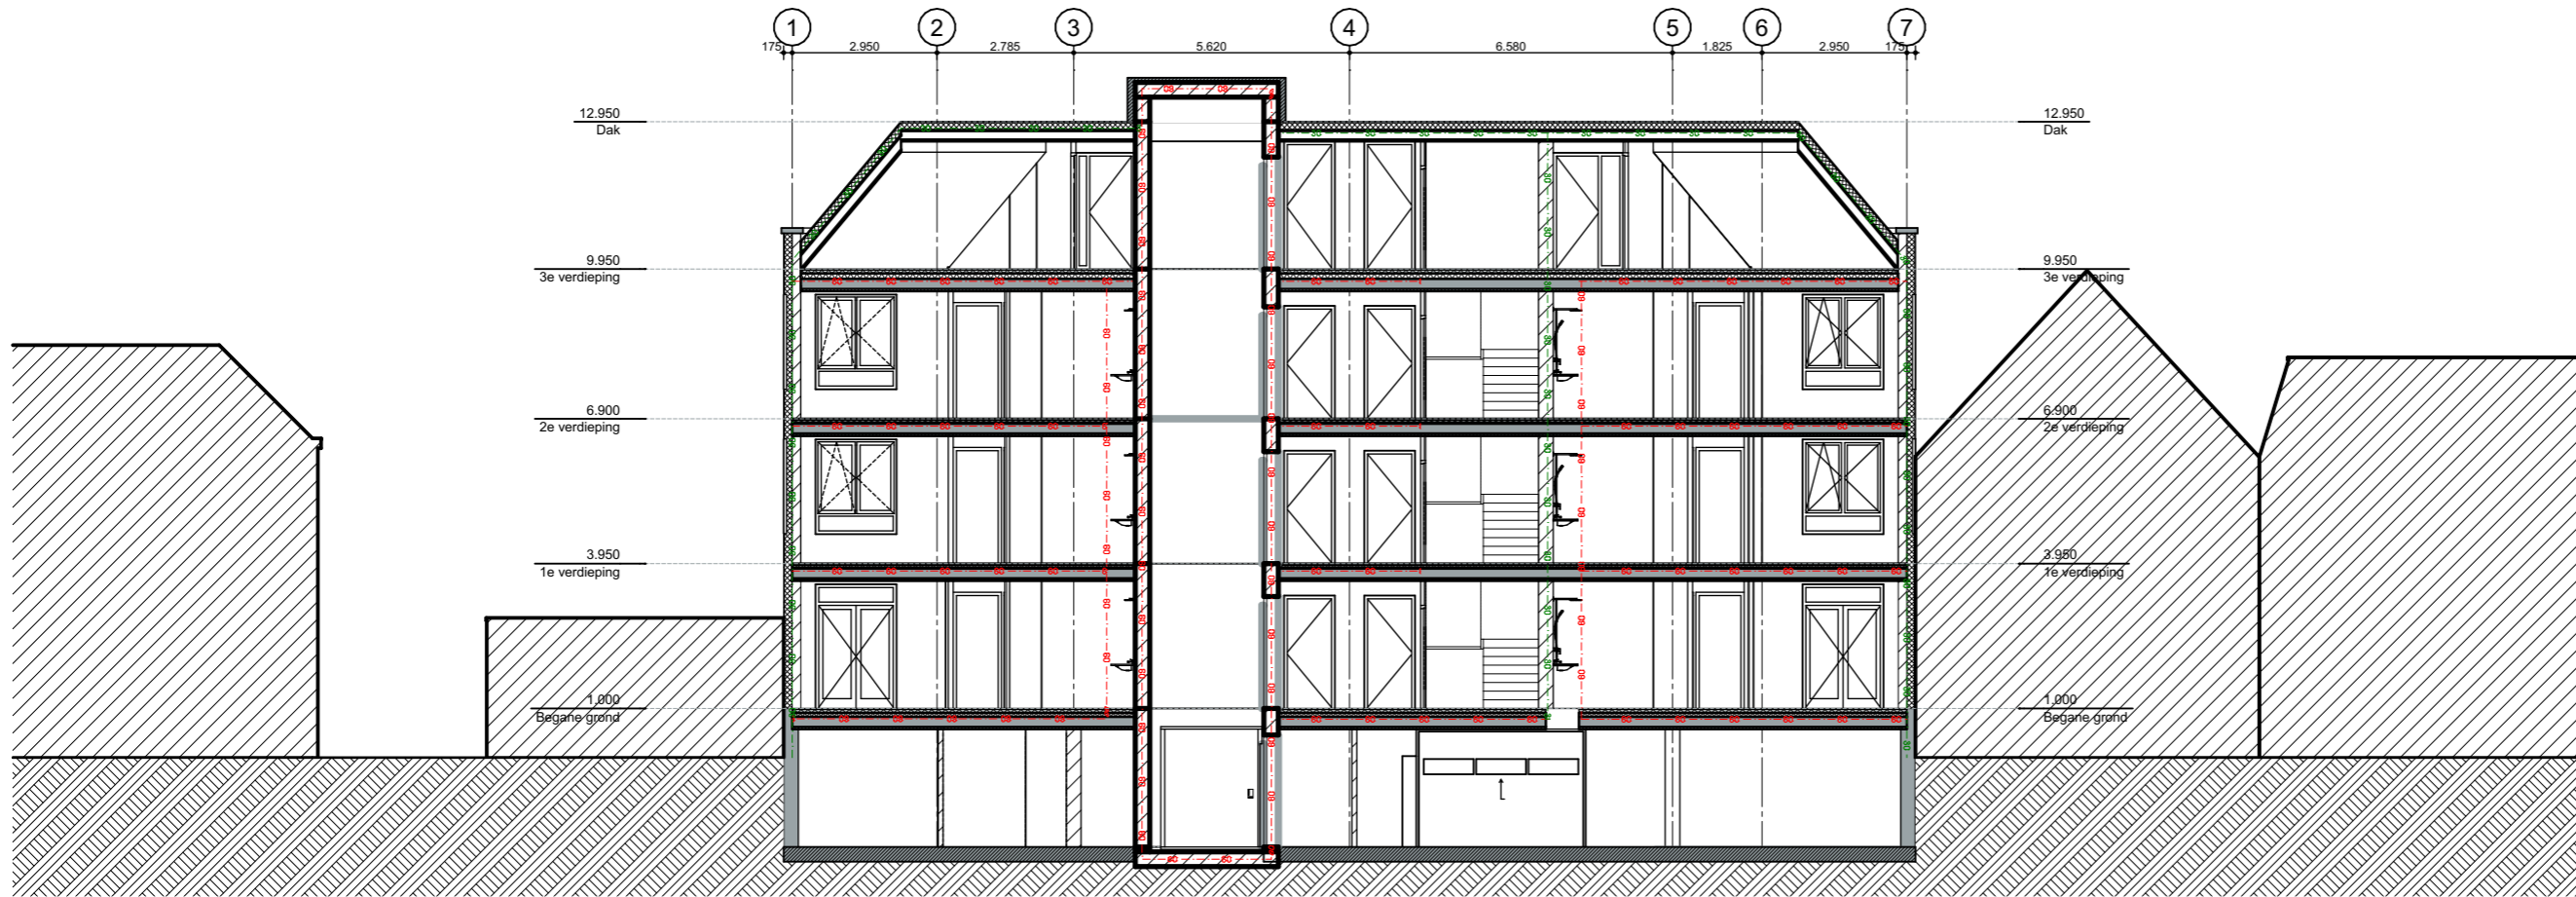 1 2 3 4 5 6 7
175 2.950 2.785 5.620 6.580 1.825 2.950 175
12.950
Dak
12.950
Dak
9.950
3e verdieping
9.950
3e verdieping
6.900
2e verdieping
6.900
2e verdieping
3.950
1e verdieping
3.950
1e verdieping
1.000
Begane grond
1.000
Begane grond